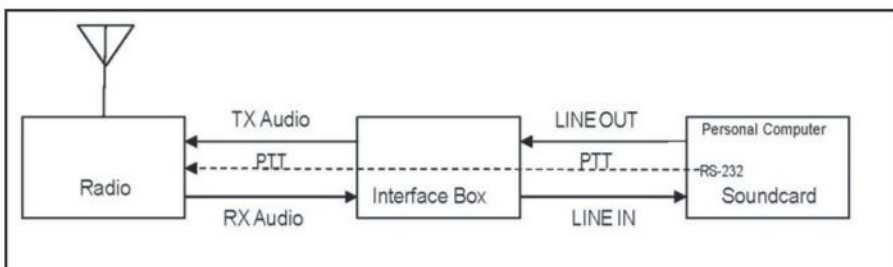 TX Audio
LINE OUT
Personal Computer
PTT
PTT
RS-232
Radio
Interface Box
Soundcard
RX Audio
LINE IN